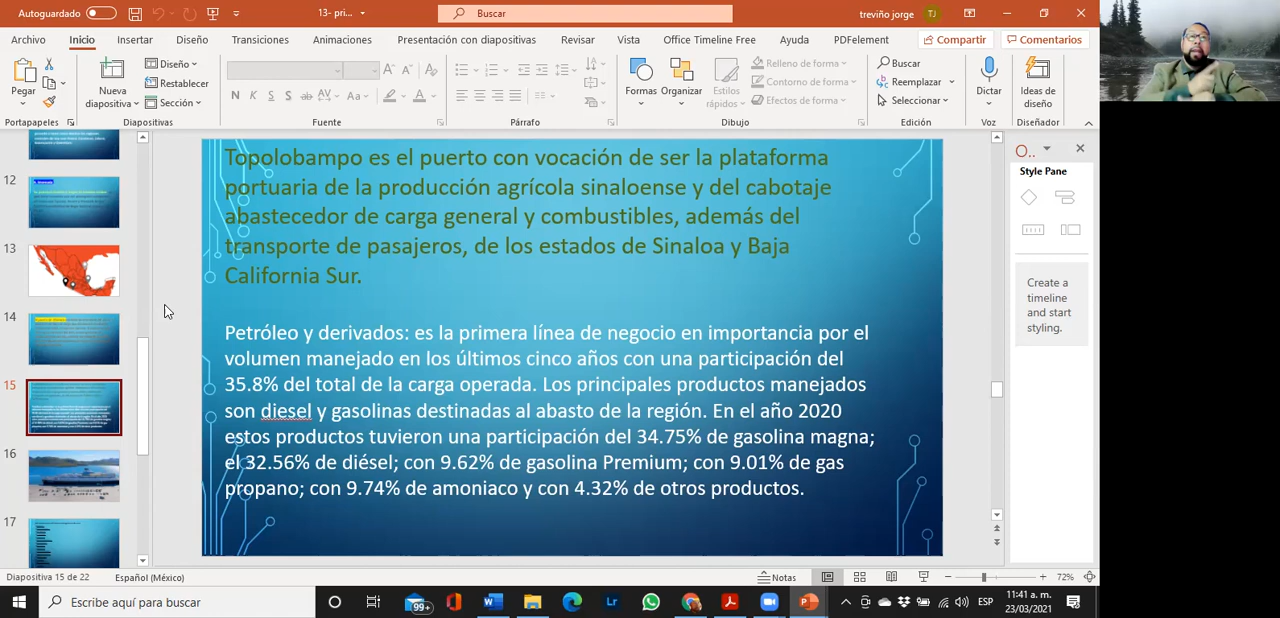 Autoguardado
13- pri...
Buscar
treviño jorge
TJ
Archivo
Inicio
Insertar
Diseño
Transiciones
Animaciones
Presentación con diapositivas
Revisar
Vista
Office Timeline Free
Ayuda
PDFelement
Compartir
Comentarios
Pegar
Nueva
diapositiva
Diseño
Restablecer
Sección
N K S S ab AV Aa A
Formas
Organizar
Estilos
rápidos
Relleno de forma
Contorno de forma
Efectos de forma
Buscar
Reemplazar
Seleccionar
Dictar
Ideas de
diseño
Portapapeles
Diapositivas
Fuente
Párrafo
Dibujo
Edición
Voz
Diseñador
12
13
14
15
16
17
Topolobampo es el puerto con vocación de ser la plataforma
portuaria de la producción agrícola sinaloense y del cabotaje
abastecedor de carga general y combustibles, además del
transporte de pasajeros, de los estados de Sinaloa y Baja
California Sur.
Petróleo y derivados: es la primera línea de negocio en importancia por el
volumen manejado en los últimos cinco años con una participación del
35.8% del total de la carga operada. Los principales productos manejados
son diesel y gasolinas destinadas al abasto de la región. En el año 2020
estos productos tuvieron una participación del 34.75% de gasolina magna;
el 32.56% de diésel; con 9.62% de gasolina Premium; con 9.01% de gas
propano; con 9.74% de amoniaco y con 4.32% de otros productos.
O...
Style Pane
Create a
timeline and
start
styling.
Diapositiva 15 de 22
Español (México)
Notas
72%
Escribe aquí para buscar
99+
Lr
ESP
11:41 a. m.
23/03/2021